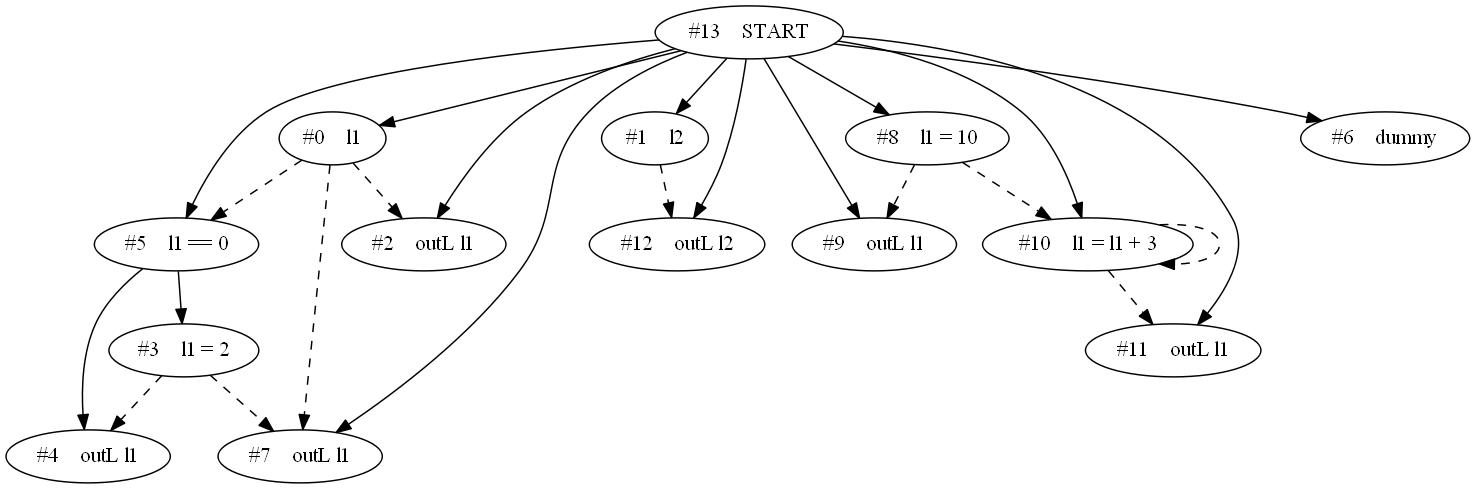 #13 START
#0 l1
#1 l2
#8 l1 = 10
#6 dummy
#5 l1 == 0
#2 outL l1
#12 outL l2
#9 outL l1
#10 l1 = l1 + 3
#3 l1 = 2
#11 outL l1
#4 outL l1
#7 outL l1